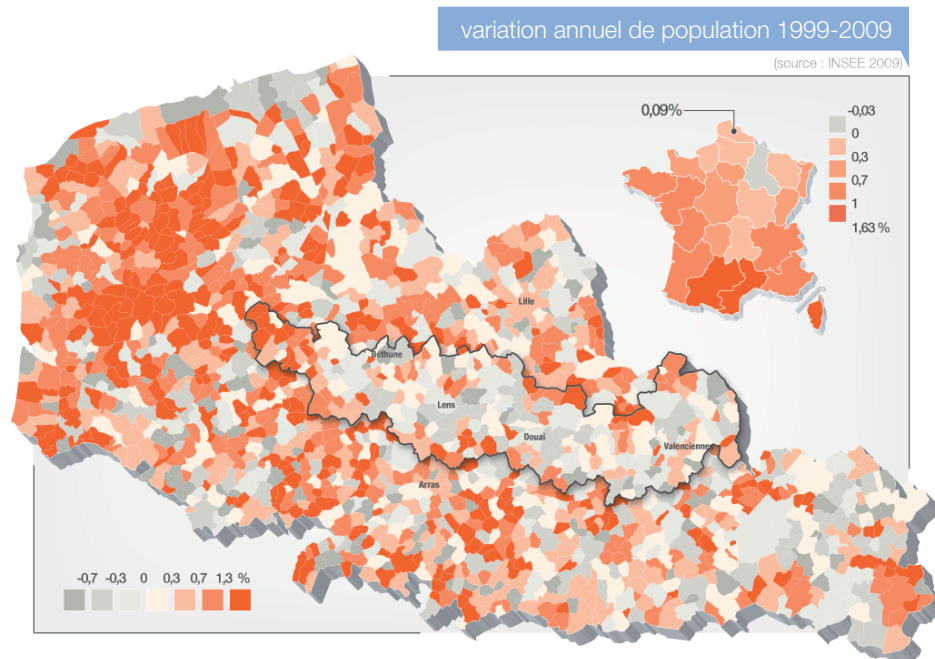 variation annuel de population 1999-2009
(source : INSEE 2009)
0,09%
-0,03
0
0,3
0,7
1
1,63 %
Lille
Béthune
Lens
Douai
Valenciennes
Arras
-0,7 -0,3 0 0,3 0,7 1,3 %